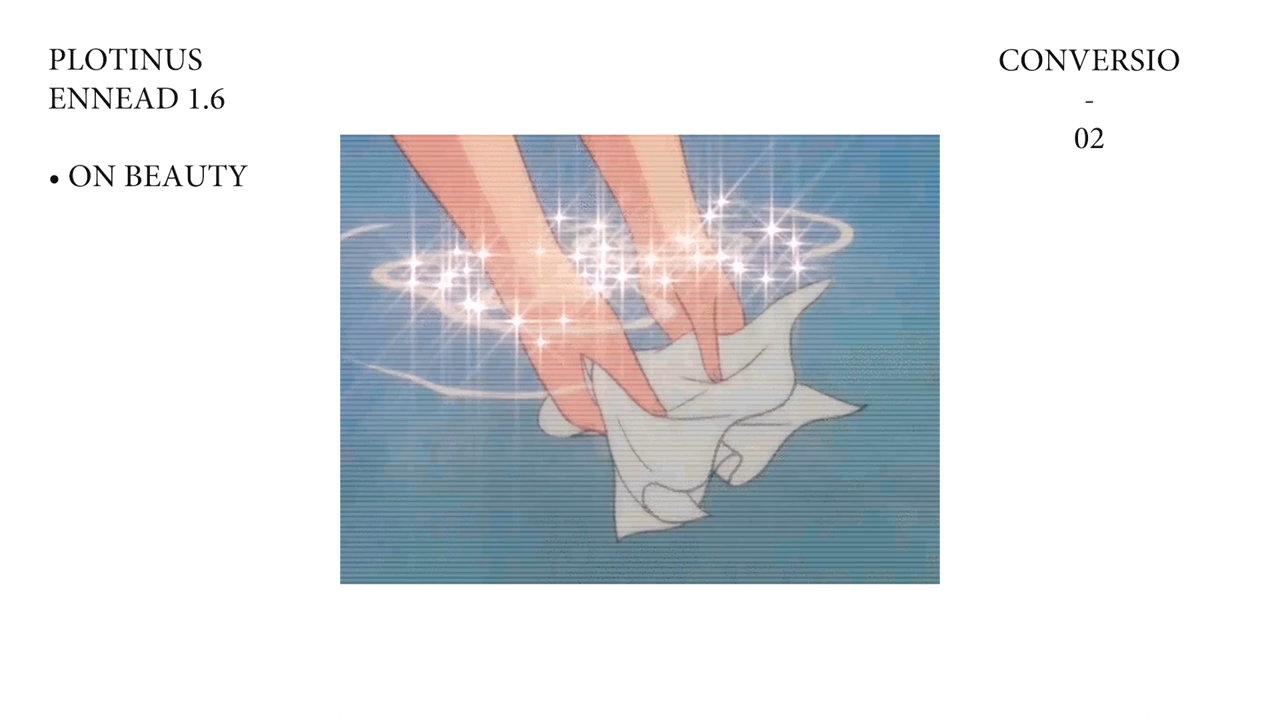 PLOTINUS
ENNEAD 1.6
• ON BEAUTY
CONVERSIO
-
02